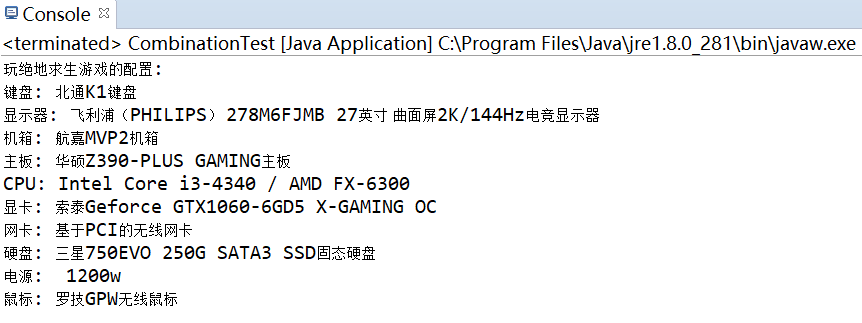 Console
<terminated> CombinationTest [Java Application] C:\Program Files\Java\jre1.8.0_281\bin\javaw.exe
玩绝地求生游戏的配置:
键盘: 北通K1键盘
显示器: 飞利浦（PHILIPS）278M6FJMB 27英寸 曲面屏2K/144Hz电竞显示器
机箱: 航嘉MVP2机箱
主板: 华硕Z390-PLUS GAMING主板
CPU: Intel Core i3-4340 / AMD FX-6300
显卡: 索泰Geforce GTX1060-6GD5 X-GAMING OC
网卡: 基于PCI的无线网卡
硬盘: 三星750EVO 250G SATA3 SSD固态硬盘
电源:  1200w
鼠标: 罗技GPW无线鼠标